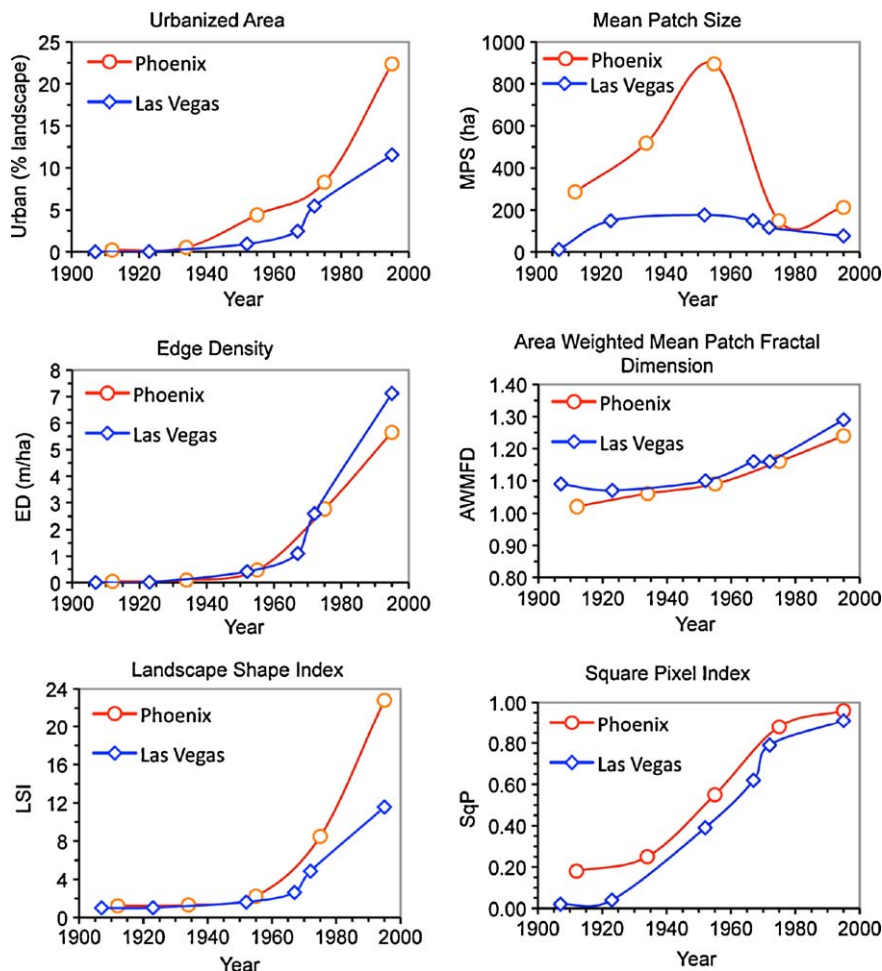 Urbanized Area
25
20
15
10
5
0
Urban (% landscape)
Phoenix
Las Vegas
1900 1920 1940 1960 1980 2000
Year
Mean Patch Size
1000
800
600
400
200
0
MPS (ha)
Phoenix
Las Vegas
1900 1920 1940 1960 1980 2000
Year
Edge Density
8
7
6
5
4
3
2
1
0
ED (m/ha)
Phoenix
Las Vegas
1900 1920 1940 1960 1980 2000
Year
Area Weighted Mean Patch Fractal
Dimension
1.40
1.30
1.20
1.10
1.00
0.90
0.80
AWMFD
Phoenix
Las Vegas
1900 1920 1940 1960 1980 2000
Year
Landscape Shape Index
24
20
16
12
8
4
0
LSI
Phoenix
Las Vegas
1900 1920 1940 1960 1980 2000
Year
Square Pixel Index
1.00
0.80
0.60
0.40
0.20
0.00
SqP
Phoenix
Las Vegas
1900 1920 1940 1960 1980 2000
Year